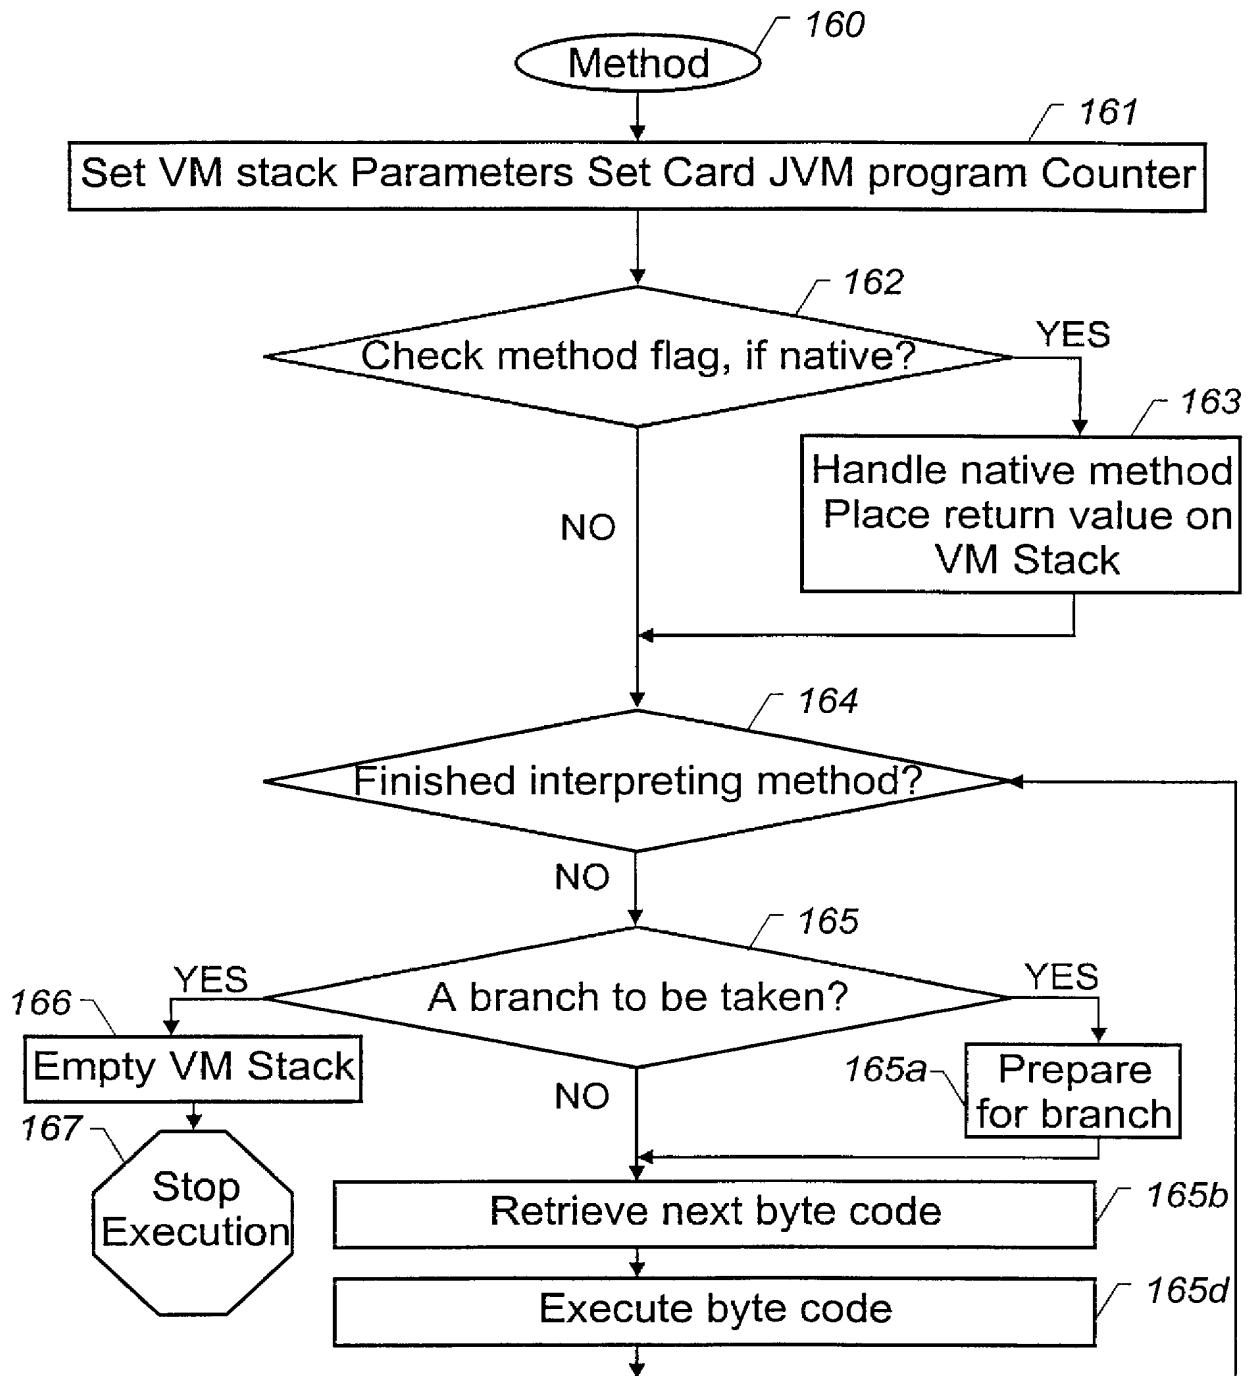 160
Method
161
Set VM stack Parameters Set Card JVM program Counter
162
Check method flag, if native?
YES
163
Handle native method
Place return value on
VM Stack
NO
164
Finished interpreting method?
NO
165
A branch to be taken?
YES
YES
166
Empty VM Stack
165a
Prepare
for branch
NO
167
Stop
Execution
Retrieve next byte code
165b
Execute byte code
165d